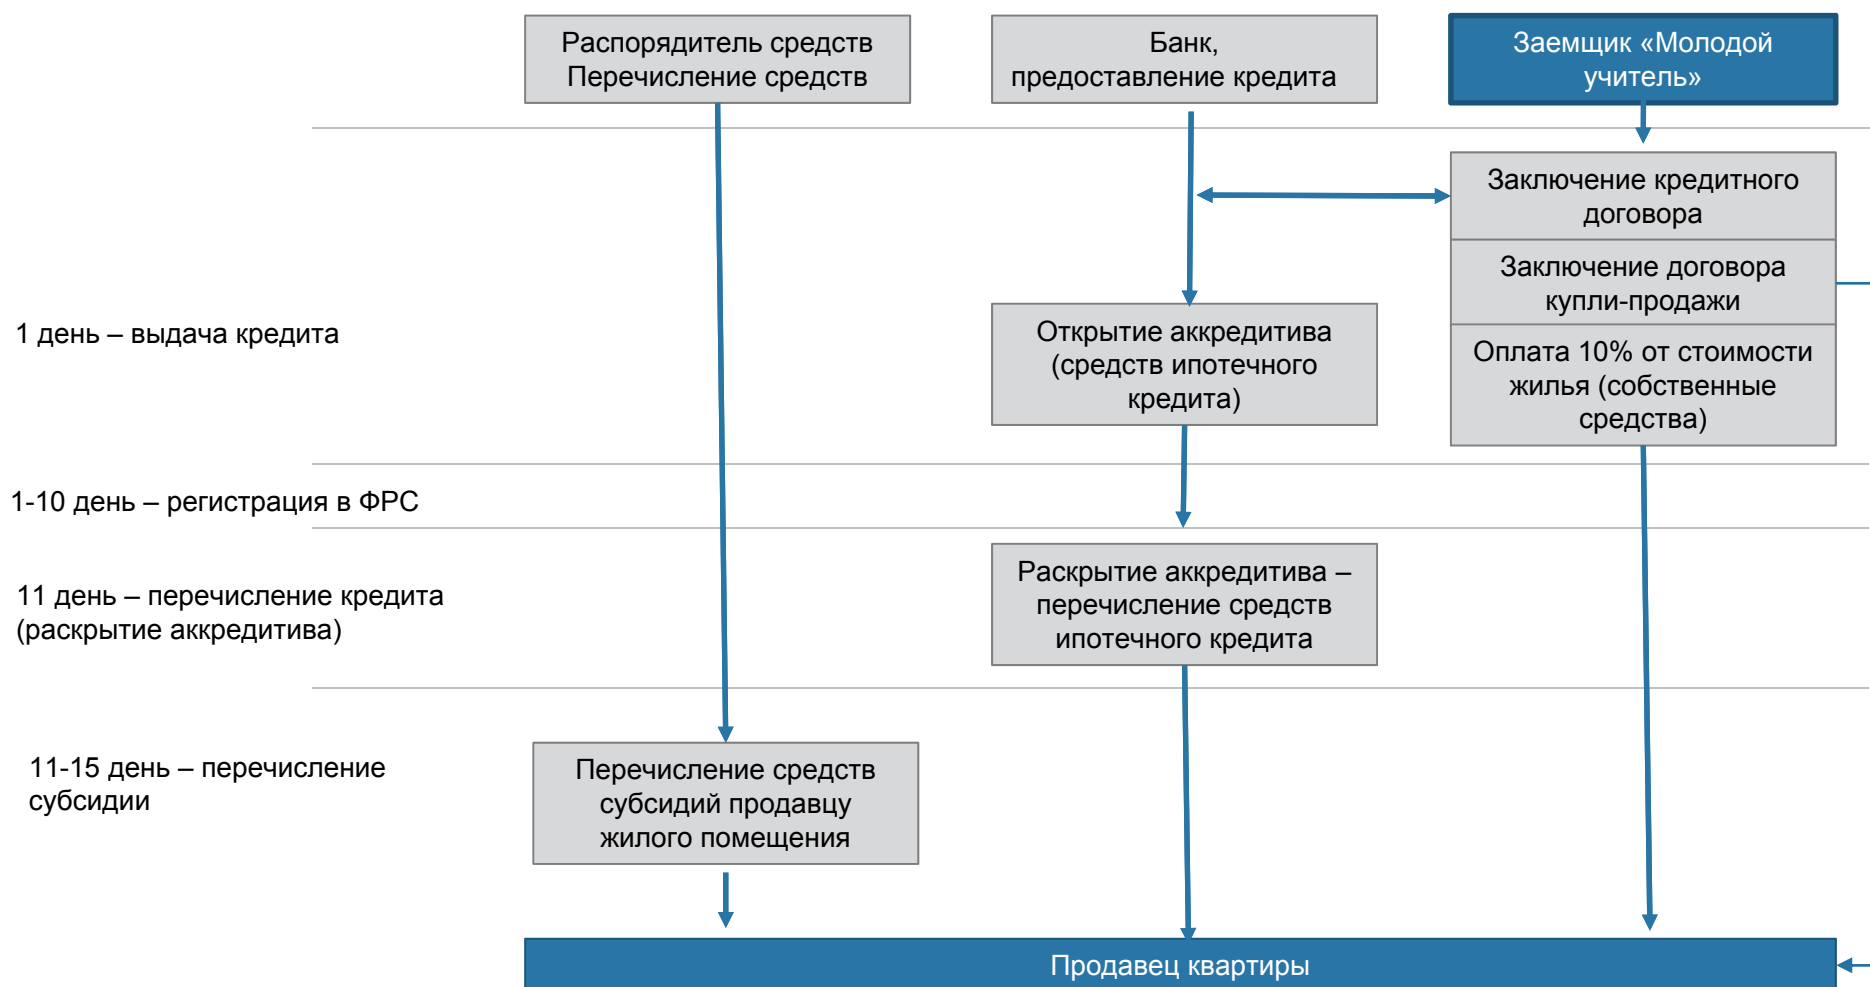 Распорядитель средств
Перечисление средств
Банк,
предоставление кредита
Заемщик «Молодой
учитель»
Заключение кредитного
договора
Заключение договора
купли-продажи
1 день – выдача кредита
Открытие аккредитива
(средств ипотечного
кредита)
Оплата 10% от стоимости
жилья (собственные
средства)
1-10 день – регистрация в ФРС
11 день – перечисление кредита
(раскрытие аккредитива)
Раскрытие аккредитива –
перечисление средств
ипотечного кредита
11-15 день – перечисление
субсидии
Перечисление средств
субсидий продавцу
жилого помещения
Продавец квартиры